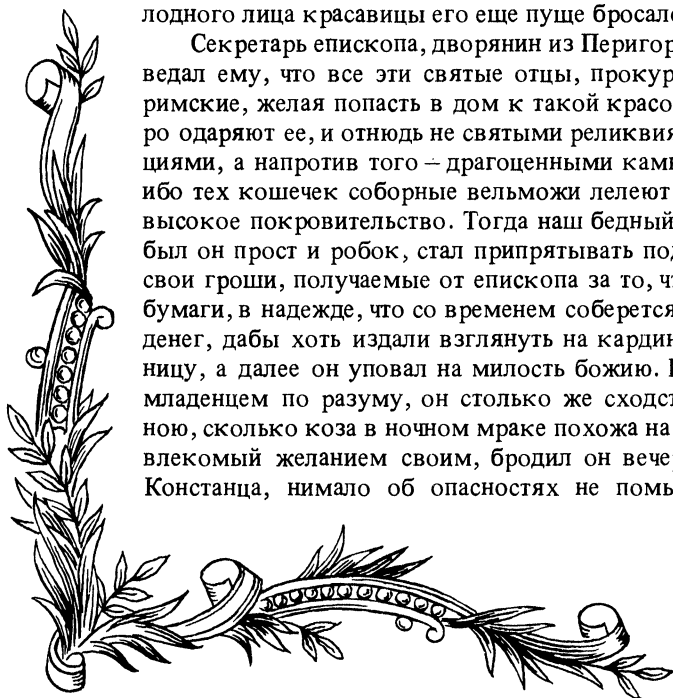 лодного лица красавицы его еще пуще бросал
Секретарь епископа, дворянин из Перигор
ведал ему, что все эти святые отцы, прокур
римские, желая попасть в дом к такой красо
ро одаряют ее, и отнюдь не святыми реликвия
циями, а напротив того – драгоценными кам
ибо тех кошечек соборные вельможи лелеют
высокое покровительство. Тогда наш бедный
был он прост и робок, стал припрятывать под
свои гроши, получаемые от епископа за то, чт
бумаги, в надежде, что со временем соберется
денег, дабы хоть издали взглянуть на кардин
ницу, а далее он уповал на милость божию.
младенцем по разуму, он столько же сходст
ною, сколько коза в ночном мраке похожа на
влекомый желанием своим, бродил он вече
Констанца, нимало об опасностях не помы